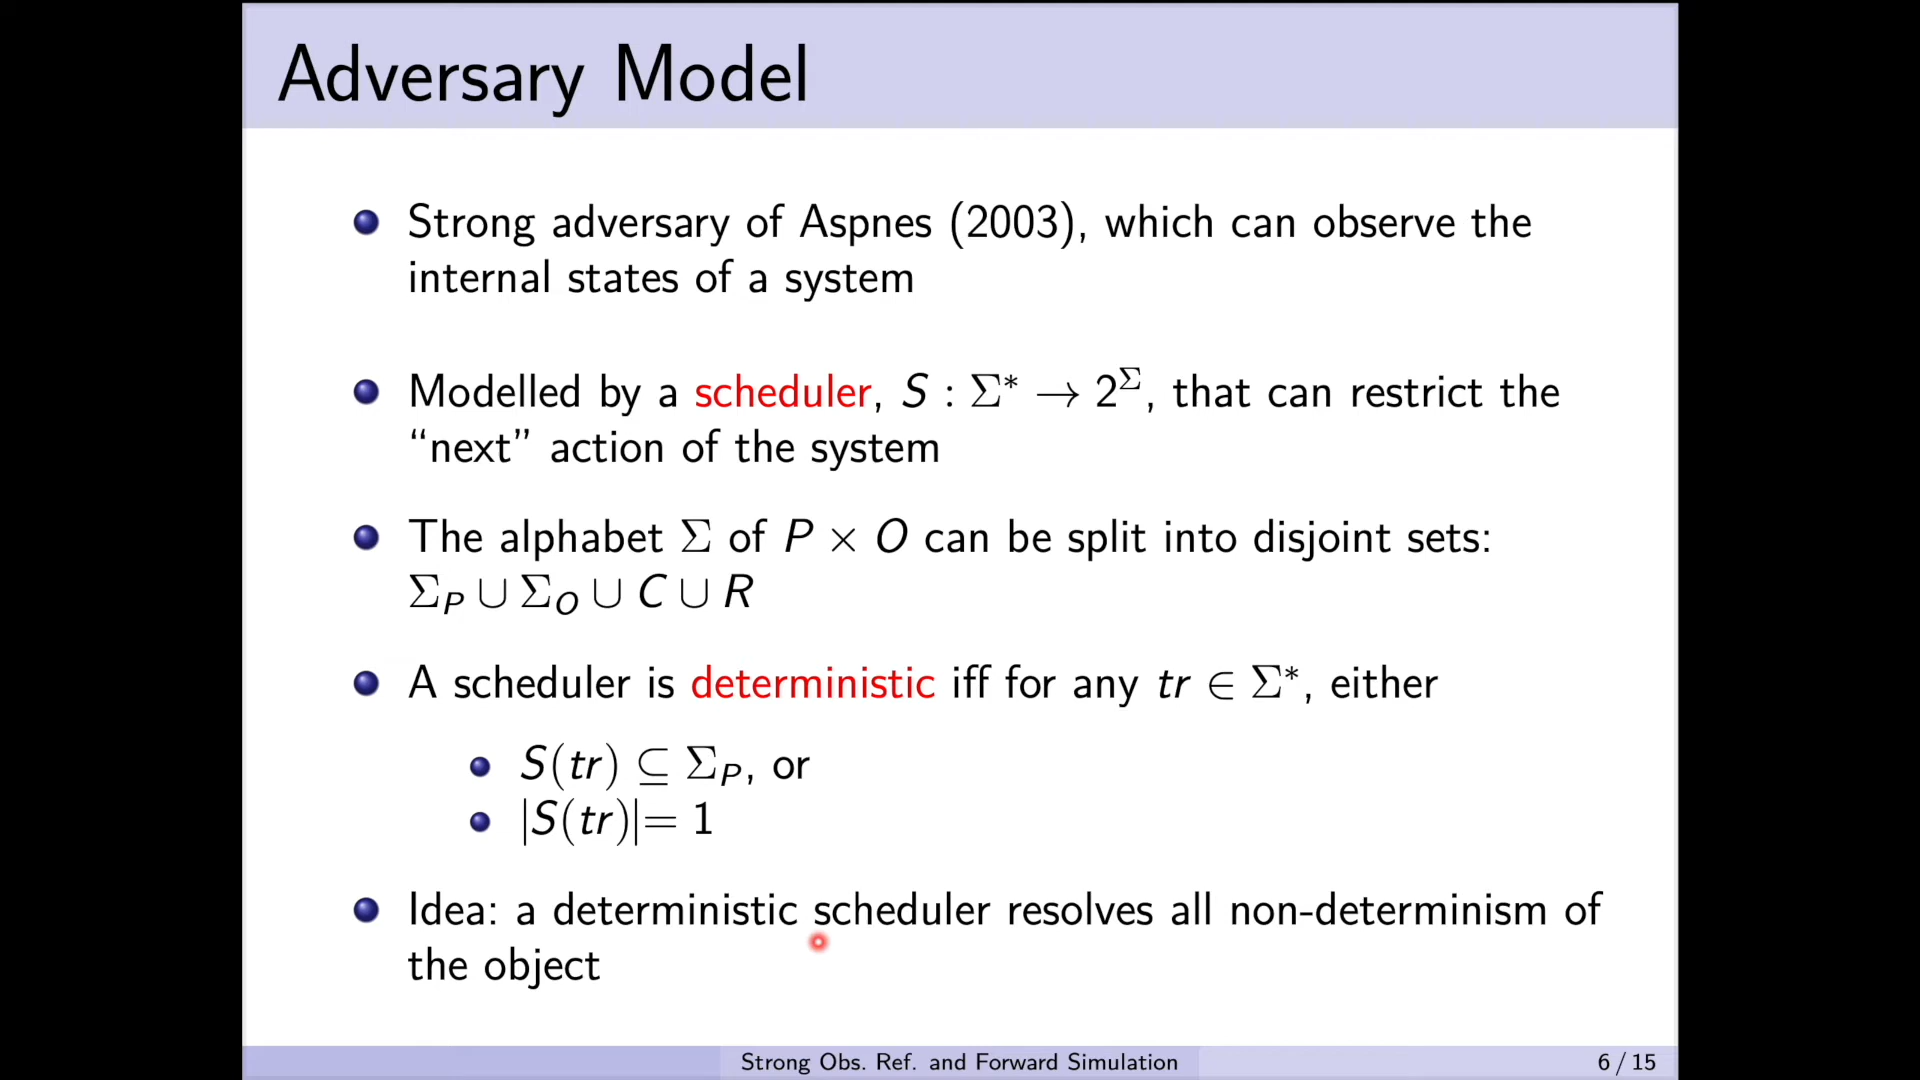 Adversary Model
Strong adversary of Aspnes (2003), which can observe the
internal states of a system
Modelled by a scheduler, S : Σ* → 2^Σ, that can restrict the
“next” action of the system
The alphabet Σ of P × O can be split into disjoint sets:
Σ_P ∪ Σ_O ∪ C ∪ R
A scheduler is deterministic iff for any tr ∈ Σ*, either
S(tr) ⊆ Σ_P, or
|S(tr)|= 1
Idea: a deterministic scheduler resolves all non-determinism of
the object
Strong Obs. Ref. and Forward Simulation
6 / 15